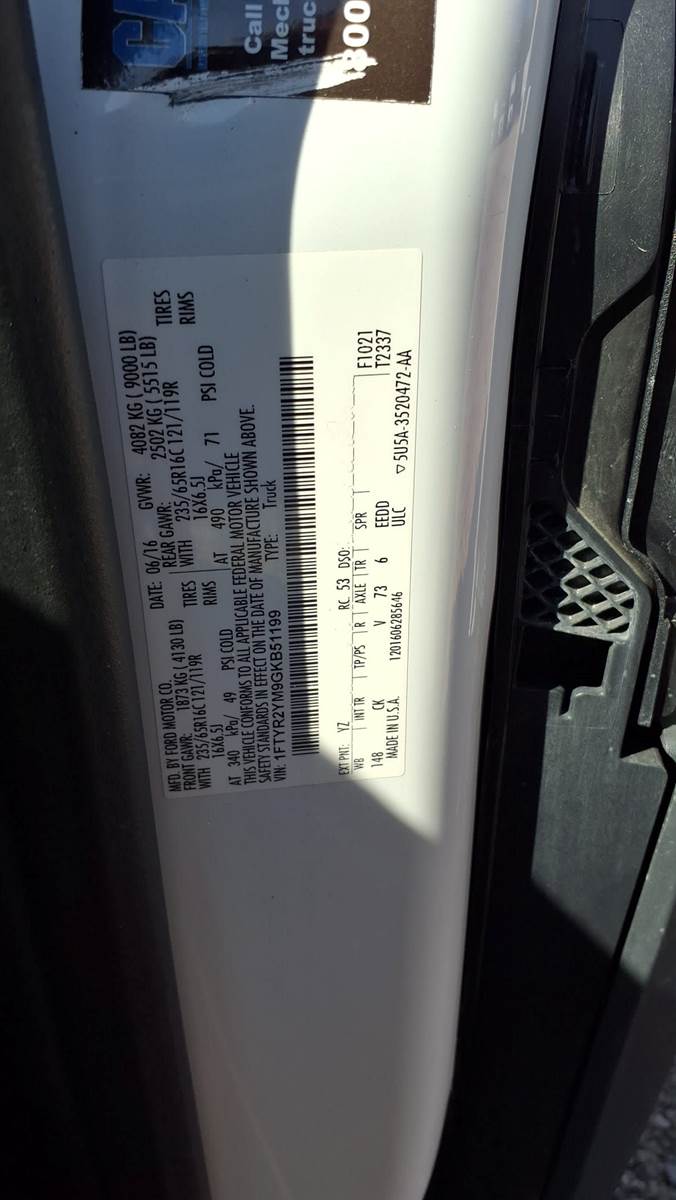 CA
Call
Mech
truc
800
MFD. BY FORD MOTOR CO. DATE: 06/16 GVWR: 4082 KG ( 9000 LB)
FRONT GAWR: 1873 KG ( 4130 LB) REAR GAWR: 2502 KG ( 5515 LB)
WITH 235/65R16C 121/119R TIRES WITH 235/65R16C 121/119R TIRES
16X6.5J RIMS 16X6.5J RIMS
AT 340 kPa/ 49 PSI COLD AT 490 kPa/ 71 PSI COLD
THIS VEHICLE CONFORMS TO ALL APPLICABLE FEDERAL MOTOR VEHICLE
SAFETY STANDARDS IN EFFECT ON THE DATE OF MANUFACTURE SHOWN ABOVE.
VIN: 1FTYR2YM9GKB51199 TYPE: Truck
EXT PNT: YZ RC: 53 DSO: F1021
WB INT TR TP/PS R AXLE TR SPR T2337
148 CK V 73 6 EEDD
MADE IN U.S.A. 1201606285646 ULC
▽5U5A-3520472-AA